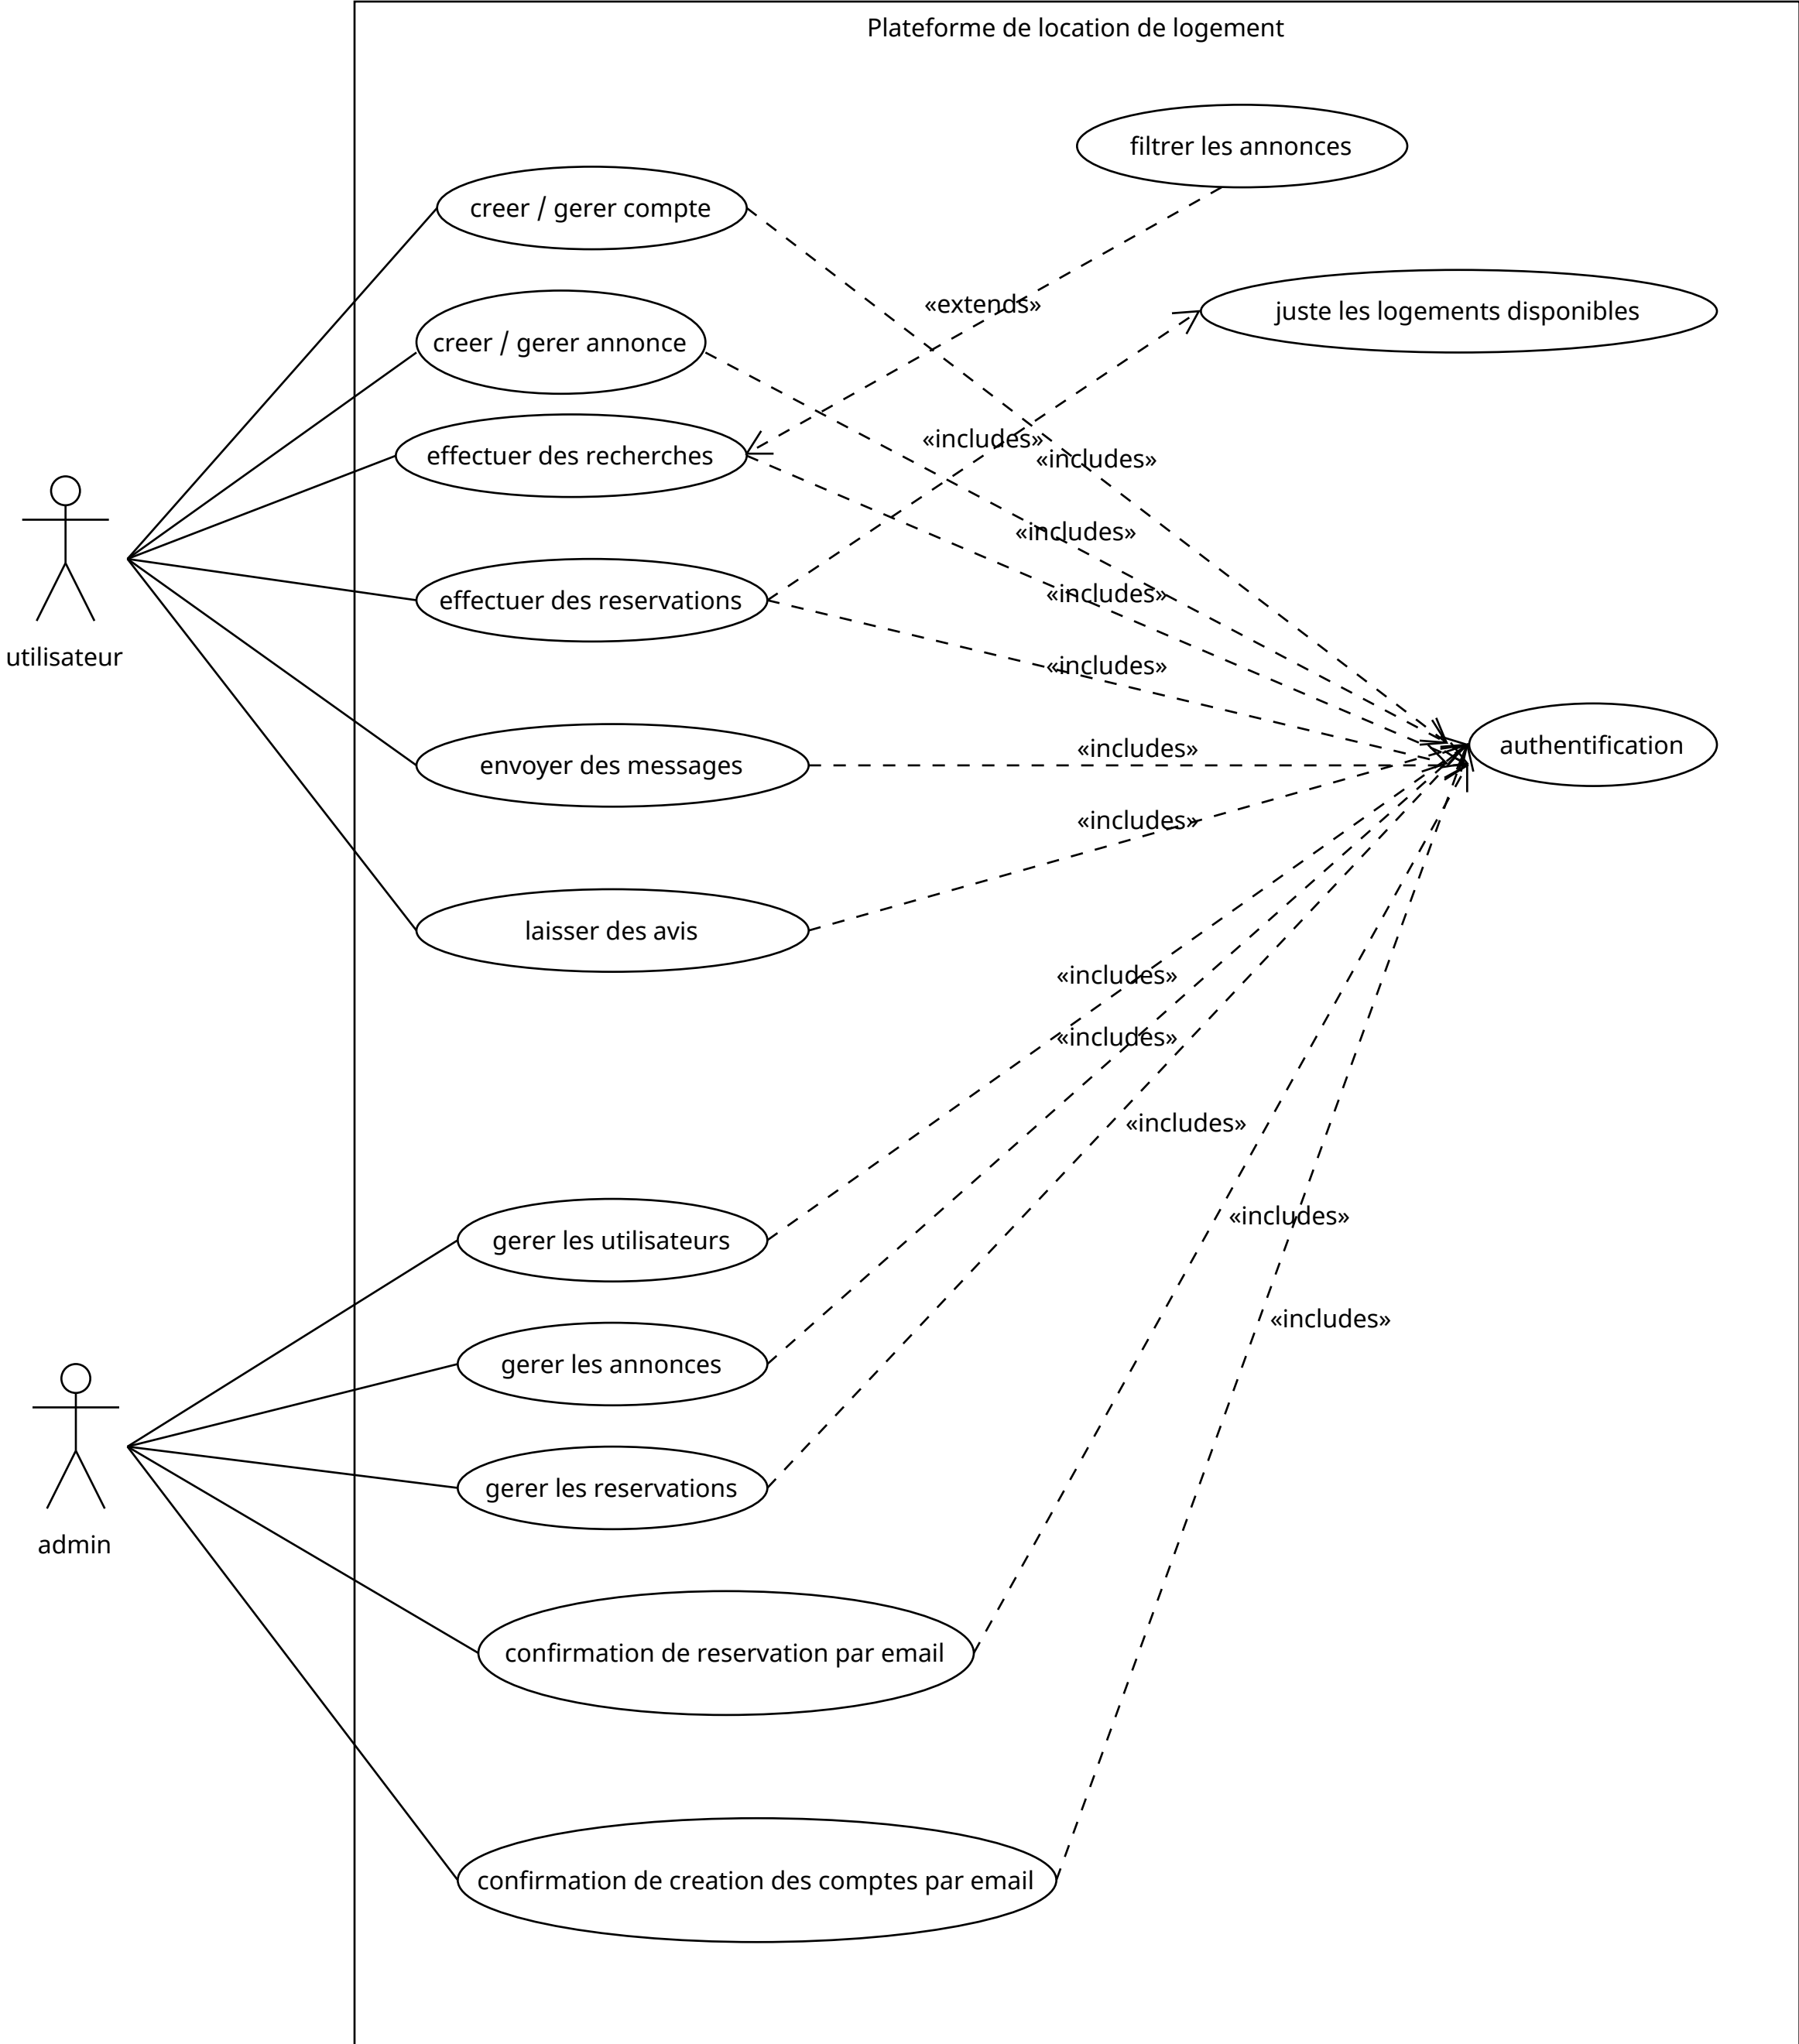 Plateforme de location de logement
filtrer les annonces
creer / gerer compte
«extends»
juste les logements disponibles
creer / gerer annonce
«includes»
effectuer des recherches
«includes»
«includes»
«includes»
effectuer des reservations
utilisateur
«includes»
authentification
«includes»
envoyer des messages
«includes»
laisser des avis
«includes»
«includes»
«includes»
«includes»
gerer les utilisateurs
«includes»
gerer les annonces
gerer les reservations
admin
confirmation de reservation par email
confirmation de creation des comptes par email